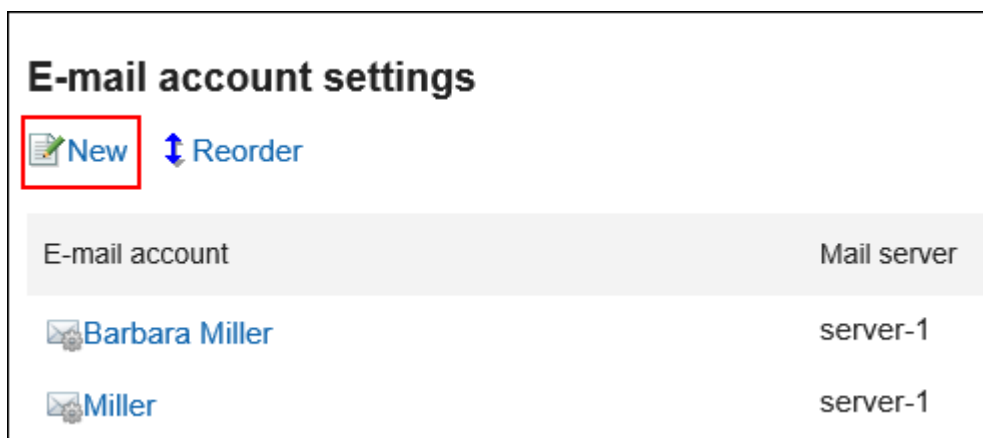 E-mail account settings
New Reorder
E-mail account Mail server
Barbara Miller server-1
Miller server-1